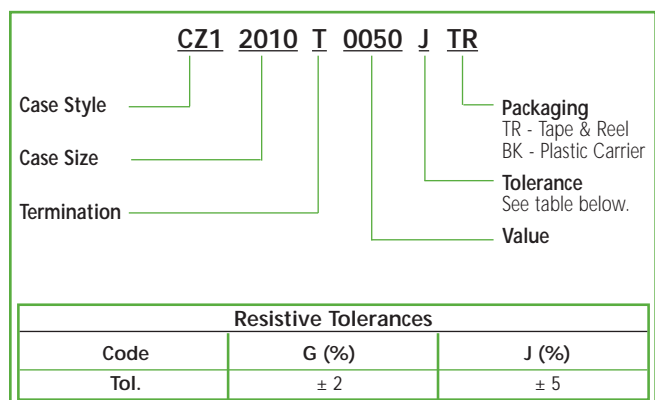 CZ1 2010 T 0050 J TR
Case Style
Case Size
Termination
Packaging
TR - Tape & Reel
BK - Plastic Carrier
Tolerance
See table below.
Value
Resistive Tolerances
Code G (%) J (%)
Tol. ± 2 ± 5